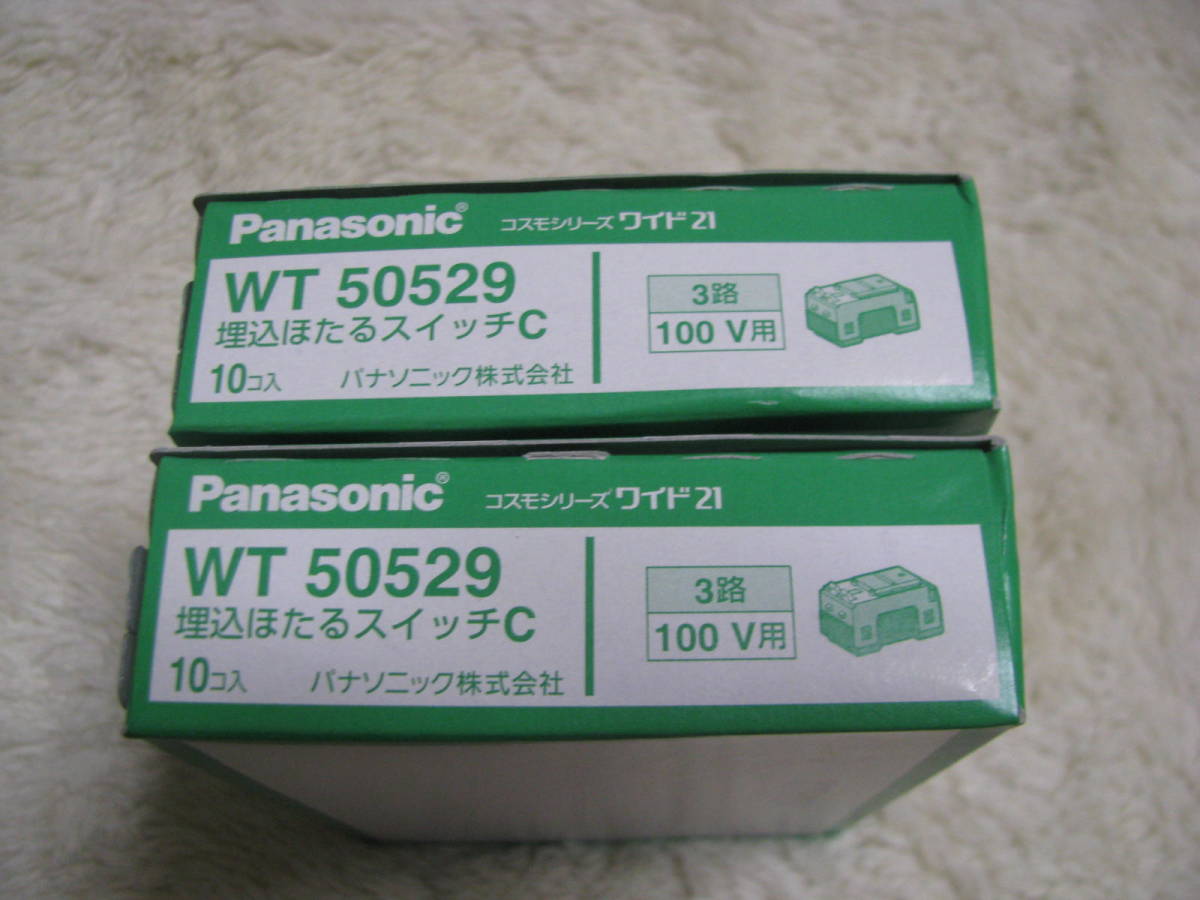 Panasonic® コスモシリーズ ワイド21
WT 50529
埋込ほたるスイッチC
10コ入 パナソニック株式会社
3路
100 V用
Panasonic® コスモシリーズ ワイド21
WT 50529
埋込ほたるスイッチC
10コ入 パナソニック株式会社
3路
100 V用